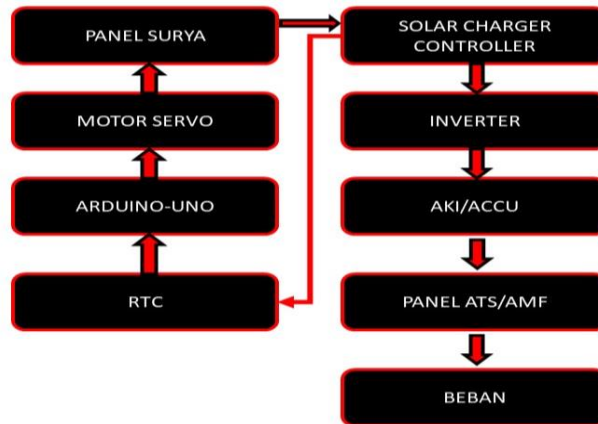 PANEL SURYA
SOLAR CHARGER
CONTROLLER
MOTOR SERVO
INVERTER
ARDUINO-UNO
AKI/ACCU
RTC
PANEL ATS/AMF
BEBAN